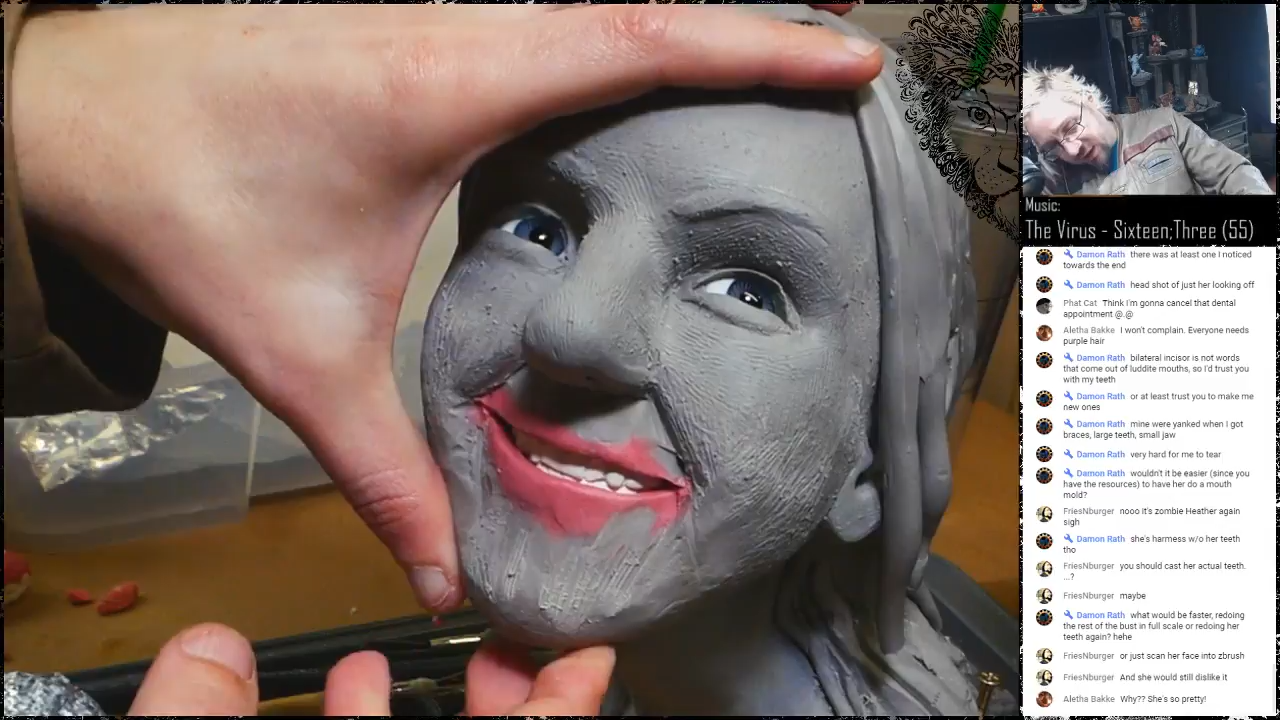 Music:
The Virus - Sixteen;Three (55)
Damon Rath there was at least one I noticed
towards the end
Damon Rath head shot of just her looking off
Phat Cat Think I'm gonna cancel that dental
appointment @.@
Aletha Bakke I won't complain. Everyone needs
purple hair
Damon Rath bilateral incisor is not words
that come out of luddite mouths, so I'd trust you
with my teeth
Damon Rath or at least trust you to make me
new ones
Damon Rath mine were yanked when I got
braces, large teeth, small jaw
Damon Rath very hard for me to tear
Damon Rath wouldn't it be easier (since you
have the resources) to have her do a mouth
mold?
FriesNburger nooo it's zombie Heather again
sigh
Damon Rath she's harmess w/o her teeth
tho
FriesNburger you should cast her actual teeth.
...?
FriesNburger maybe
Damon Rath what would be faster, redoing
the rest of the bust in full scale or redoing her
teeth again? hehe
FriesNburger or just scan her face into zbrush
FriesNburger And she would still dislike it
Aletha Bakke Why?? She's so pretty!